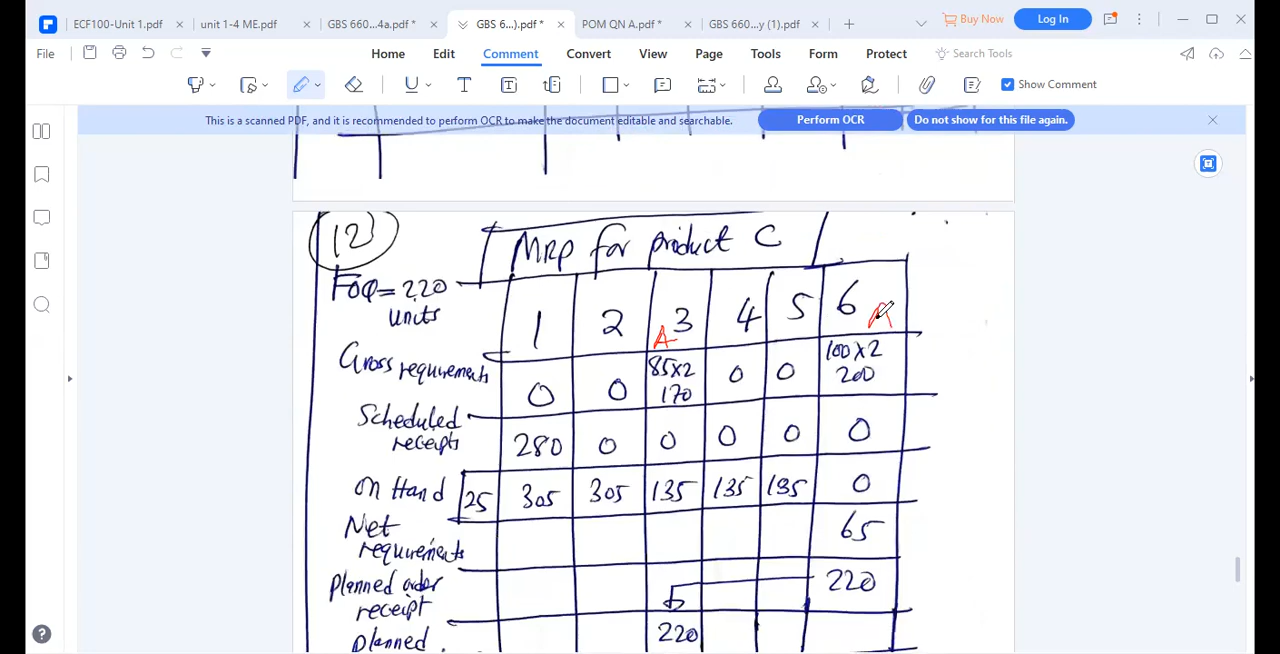 ECF100-Unit 1.pdf
unit 1-4 ME.pdf
GBS 660...4a.pdf *
GBS 6...).pdf *
POM QN A.pdf *
GBS 660...y (1).pdf
Buy Now
Log In
File
Home
Edit
Comment
Convert
View
Page
Tools
Form
Protect
Search Tools
Show Comment
This is a scanned PDF, and it is recommended to perform OCR to make the document editable and searchable.
Perform OCR
Do not show for this file again.
12
MRP for product C
FOQ = 220 units
1 2 A 3 4 5 6 A
Gross requirements 0 0 85x2 170 0 0 100x2 200
Scheduled receipts 280 0 0 0 0 0
On Hand 25 305 305 135 135 135 0
Net requirements 65
Planned order receipt 220
Planned 220